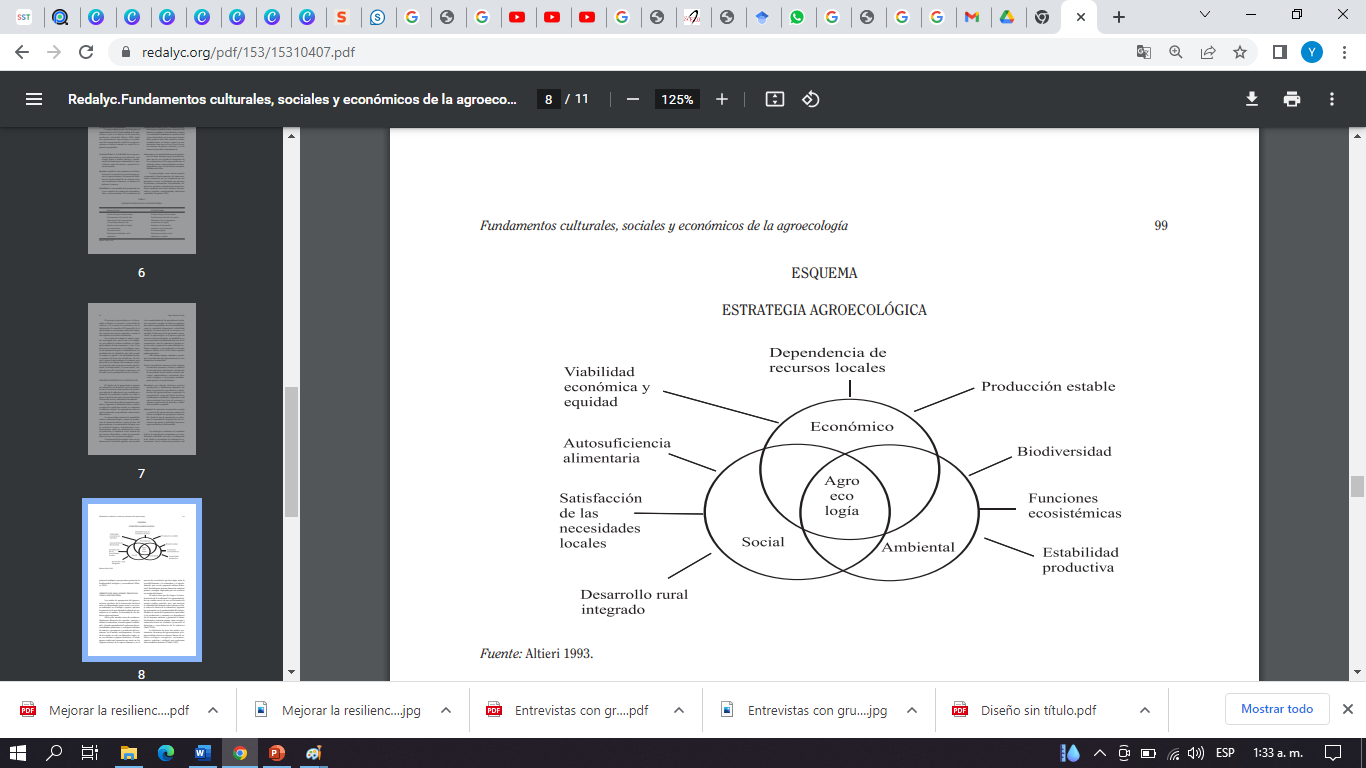 SST
redalyc.org/pdf/153/15310407.pdf
Y
Redalyc.Fundamentos culturales, sociales y económicos de la agroeco...
8 / 11
125%
6
7
8
Fundamentos culturales, sociales y económicos de la agroecología
99
ESQUEMA
ESTRATEGIA AGROECOLÓGICA
Dependencia de
recursos locales
Viabilidad
económica y
equidad
Producción estable
Económico
Autosuficiencia
alimentaria
Biodiversidad
Agro
eco
logía
Satisfacción
de las
necesidades
locales
Funciones
ecosistémicas
Social
Ambiental
Estabilidad
productiva
Desarrollo rural
integrado
Fuente: Altieri 1993.
Mejorar la resilienc....pdf
Mejorar la resilienc....jpg
Entrevistas con gr....pdf
Entrevistas con gru....jpg
Diseño sin título.pdf
Mostrar todo
ESP
1:33 a. m.